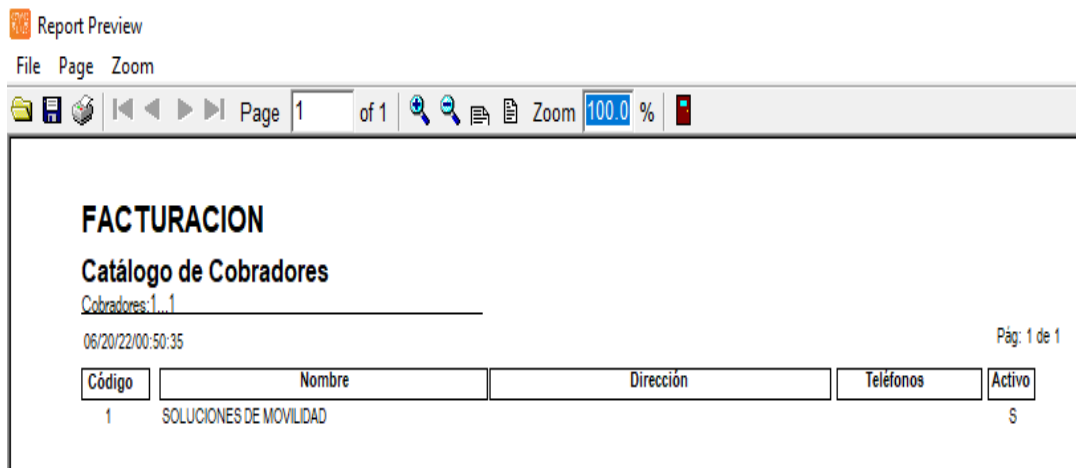 Report Preview
File Page Zoom
Page 1 of 1 Zoom 100.0 %
FACTURACION
Catálogo de Cobradores
Cobradores:1...1
06/20/22/00:50:35 Pág: 1 de 1
Código Nombre Dirección Teléfonos Activo
1 SOLUCIONES DE MOVILIDAD S